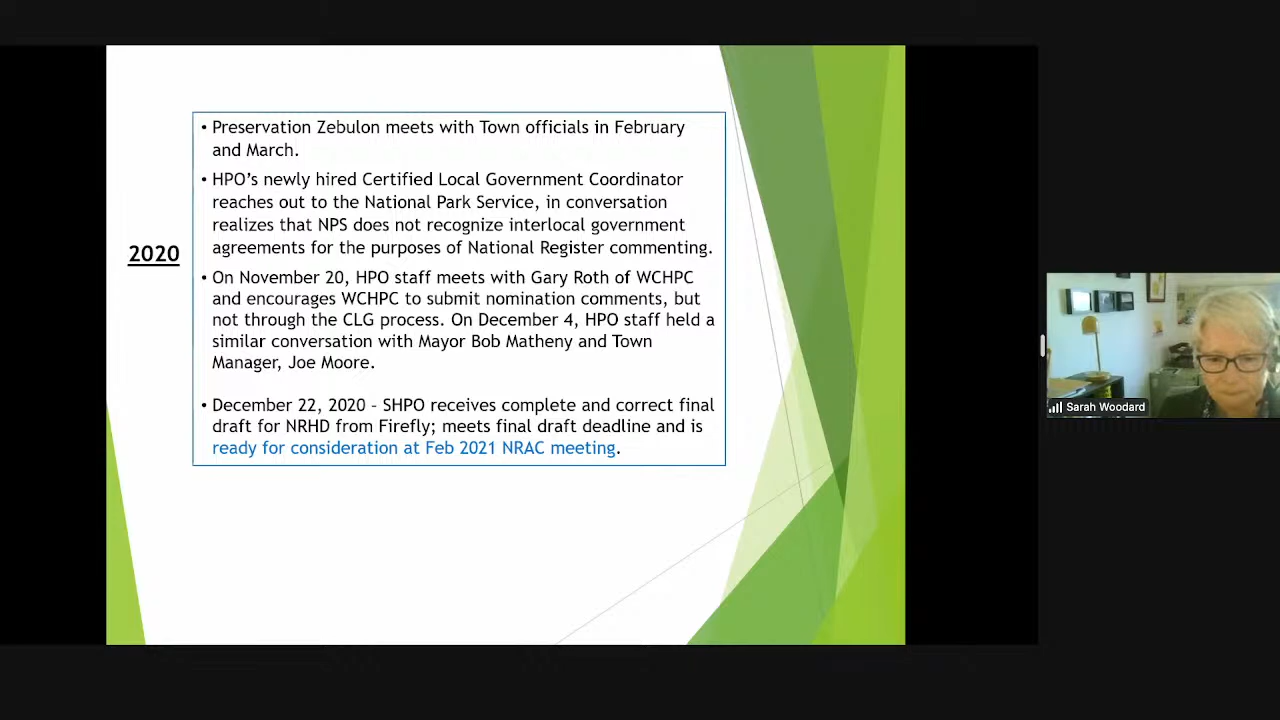 • Preservation Zebulon meets with Town officials in February
and March.
• HPO's newly hired Certified Local Government Coordinator
reaches out to the National Park Service, in conversation
realizes that NPS does not recognize interlocal government
agreements for the purposes of National Register commenting.
2020
• On November 20, HPO staff meets with Gary Roth of WCHPC
and encourages WCHPC to submit nomination comments, but
not through the CLG process. On December 4, HPO staff held a
similar conversation with Mayor Bob Matheny and Town
Manager, Joe Moore.
• December 22, 2020 – SHPO receives complete and correct final
draft for NRHD from Firefly; meets final draft deadline and is
ready for consideration at Feb 2021 NRAC meeting.
Sarah Woodard